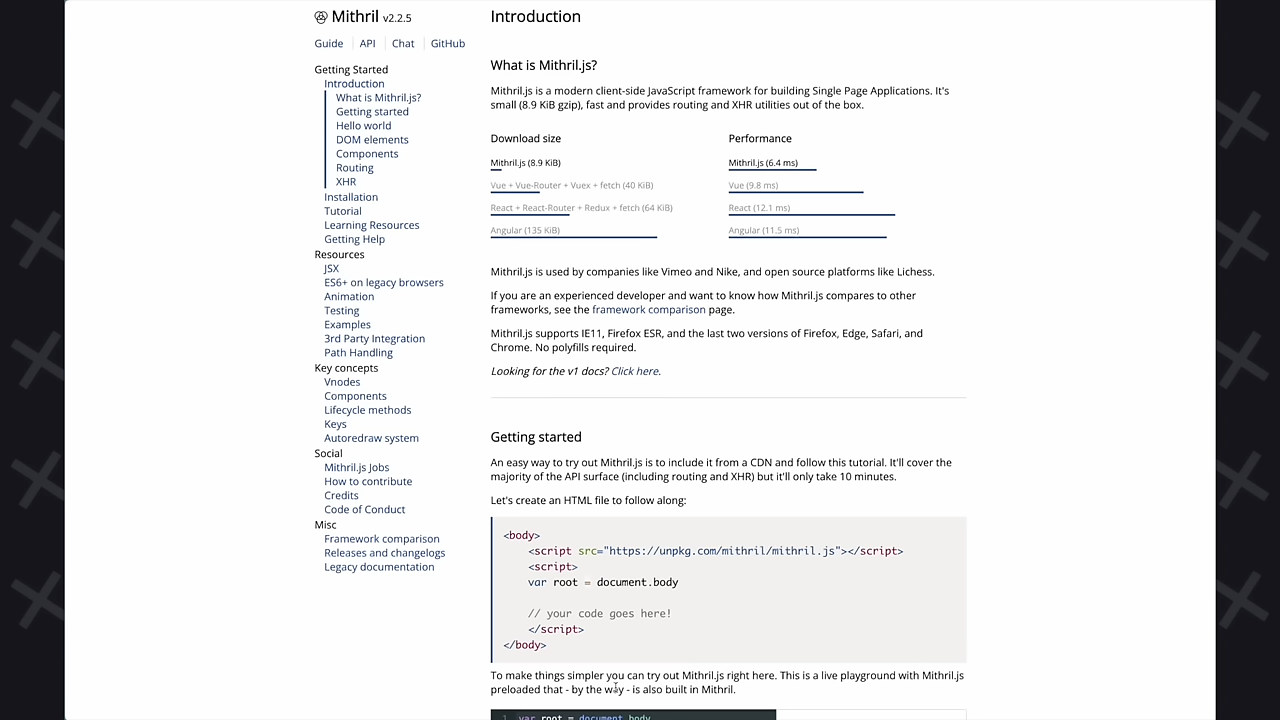 Mithril v2.2.5
Guide
API
Chat
GitHub
Getting Started
Introduction
What is Mithril.js?
Getting started
Hello world
DOM elements
Components
Routing
XHR
Installation
Tutorial
Learning Resources
Getting Help
Resources
JSX
ES6+ on legacy browsers
Animation
Testing
Examples
3rd Party Integration
Path Handling
Key concepts
Vnodes
Components
Lifecycle methods
Keys
Autoredraw system
Social
Mithril.js Jobs
How to contribute
Credits
Code of Conduct
Misc
Framework comparison
Releases and changelogs
Legacy documentation
Introduction
What is Mithril.js?
Mithril.js is a modern client-side JavaScript framework for building Single Page Applications. It's
small (8.9 KiB gzip), fast and provides routing and XHR utilities out of the box.
Download size
Mithril.js (8.9 KiB)
Vue + Vue-Router + Vuex + fetch (40 KiB)
React + React-Router + Redux + fetch (64 KiB)
Angular (135 KiB)
Performance
Mithril.js (6.4 ms)
Vue (9.8 ms)
React (12.1 ms)
Angular (11.5 ms)
Mithril.js is used by companies like Vimeo and Nike, and open source platforms like Lichess.
If you are an experienced developer and want to know how Mithril.js compares to other
frameworks, see the framework comparison page.
Mithril.js supports IE11, Firefox ESR, and the last two versions of Firefox, Edge, Safari, and
Chrome. No polyfills required.
Looking for the v1 docs? Click here.
Getting started
An easy way to try out Mithril.js is to include it from a CDN and follow this tutorial. It'll cover the
majority of the API surface (including routing and XHR) but it'll only take 10 minutes.
Let's create an HTML file to follow along:
<body>
<script src="https://unpkg.com/mithril/mithril.js"></script>
<script>
var root = document.body
// your code goes here!
</script>
</body>
To make things simpler you can try out Mithril.js right here. This is a live playground with Mithril.js
preloaded that - by the way - is also built in Mithril.
1 var root = document.body